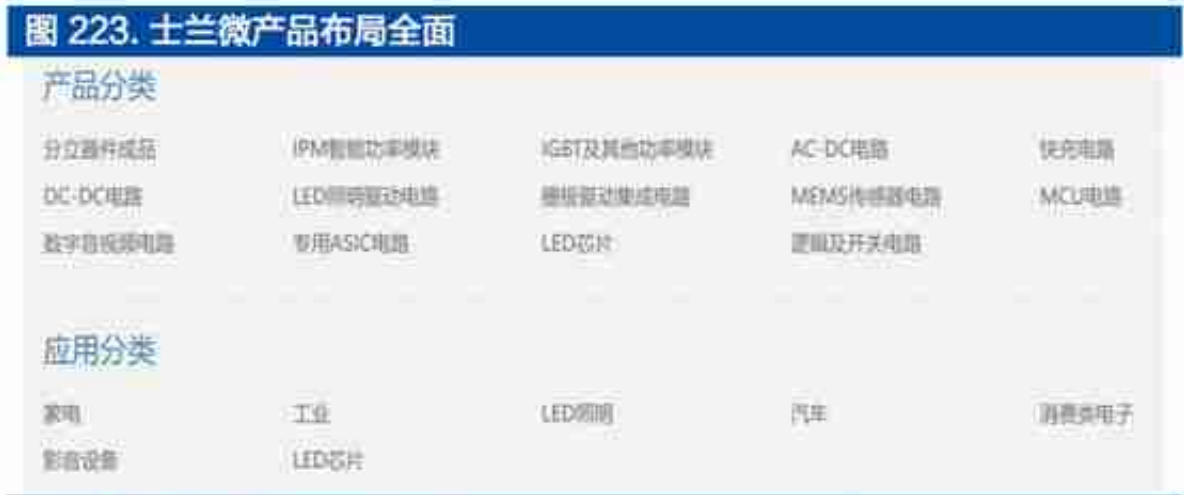 图 223. 士兰微产品布局全面
产品分类
分立器件成品 IPM智能功率模块 IGBT及其他功率模块 AC-DC电路 快充电路
DC-DC电路 LED照明驱动电路 栅极驱动集成电路 MEMS传感器电路 MCU电路
数字音视频电路 专用ASIC电路 LED芯片 逻辑及开关电路
应用分类
家电 工业 LED照明 汽车 消费类电子
影音设备 LED芯片